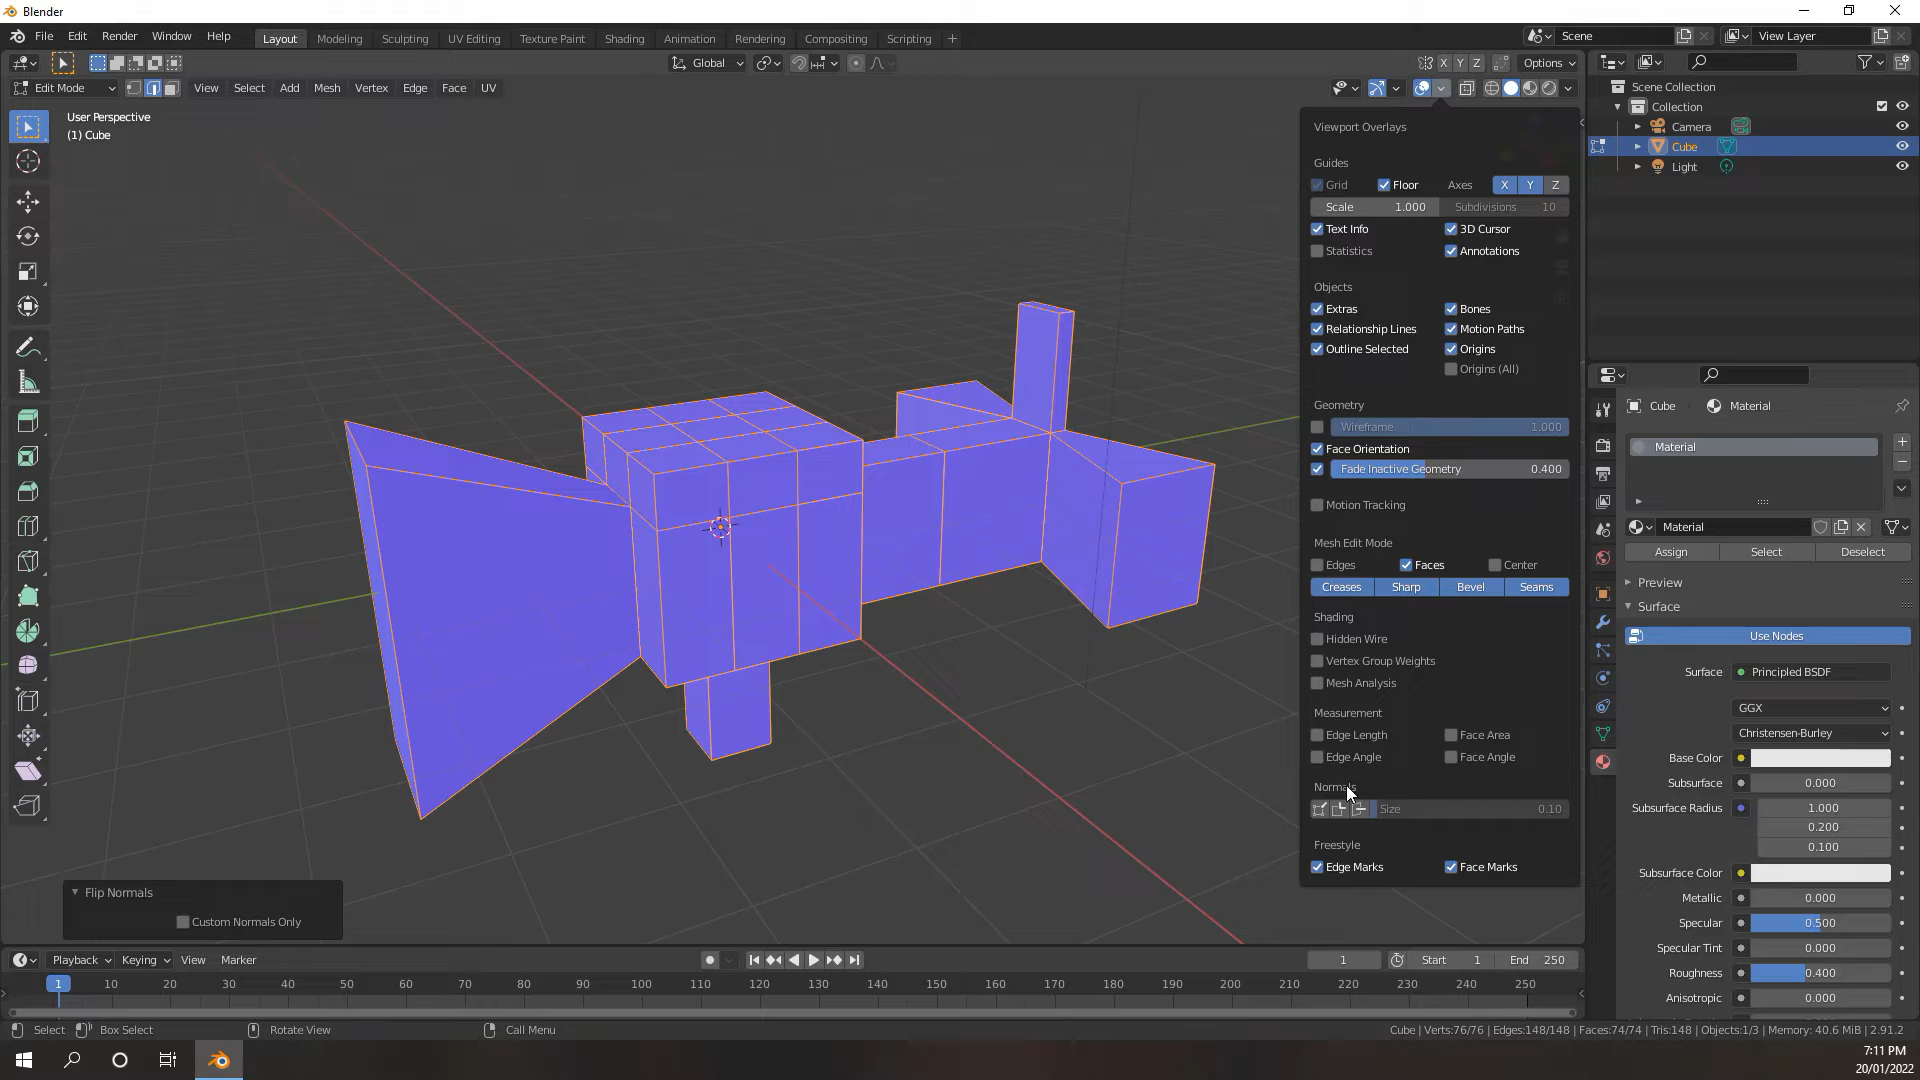 Blender
File Edit Render Window Help
Layout Modeling Sculpting UV Editing Texture Paint Shading Animation Rendering Compositing Scripting
Scene
View Layer
Global
X Y Z
Options
Edit Mode
View Select Add Mesh Vertex Edge Face UV
User Perspective
(1) Cube
Viewport Overlays
Guides
Grid Floor Axes X Y Z
Scale 1.000 Subdivisions 10
Text Info 3D Cursor
Statistics Annotations
Objects
Extras Bones
Relationship Lines Motion Paths
Outline Selected Origins
Origins (All)
Geometry
Wireframe 1.000
Face Orientation
Fade Inactive Geometry 0.400
Motion Tracking
Mesh Edit Mode
Edges Faces Center
Creases Sharp Bevel Seams
Shading
Hidden Wire
Vertex Group Weights
Mesh Analysis
Measurement
Edge Length Face Area
Edge Angle Face Angle
Normals
Size 0.10
Freestyle
Edge Marks Face Marks
Scene Collection
Collection
Camera
Cube
Light
Cube Material
Material
Material
Assign Select Deselect
Preview
Surface
Use Nodes
Surface Principled BSDF
GGX
Christensen-Burley
Base Color
Subsurface 0.000
Subsurface Radius 1.000
0.200
0.100
Subsurface Color
Metallic 0.000
Specular 0.500
Specular Tint 0.000
Roughness 0.400
Anisotropic 0.000
Flip Normals
Custom Normals Only
Playback Keying View Marker
1 Start 1 End 250
1 10 20 30 40 50 60 70 80 90 100 110 120 130 140 150 160 170 180 190 200 210 220 230 240 250
Select Box Select Rotate View Call Menu
Cube | Verts:76/76 | Edges:148/148 | Faces:74/74 | Tris:148 | Objects:1/3 | Memory: 40.6 MiB | 2.91.2
7:11 PM
20/01/2022